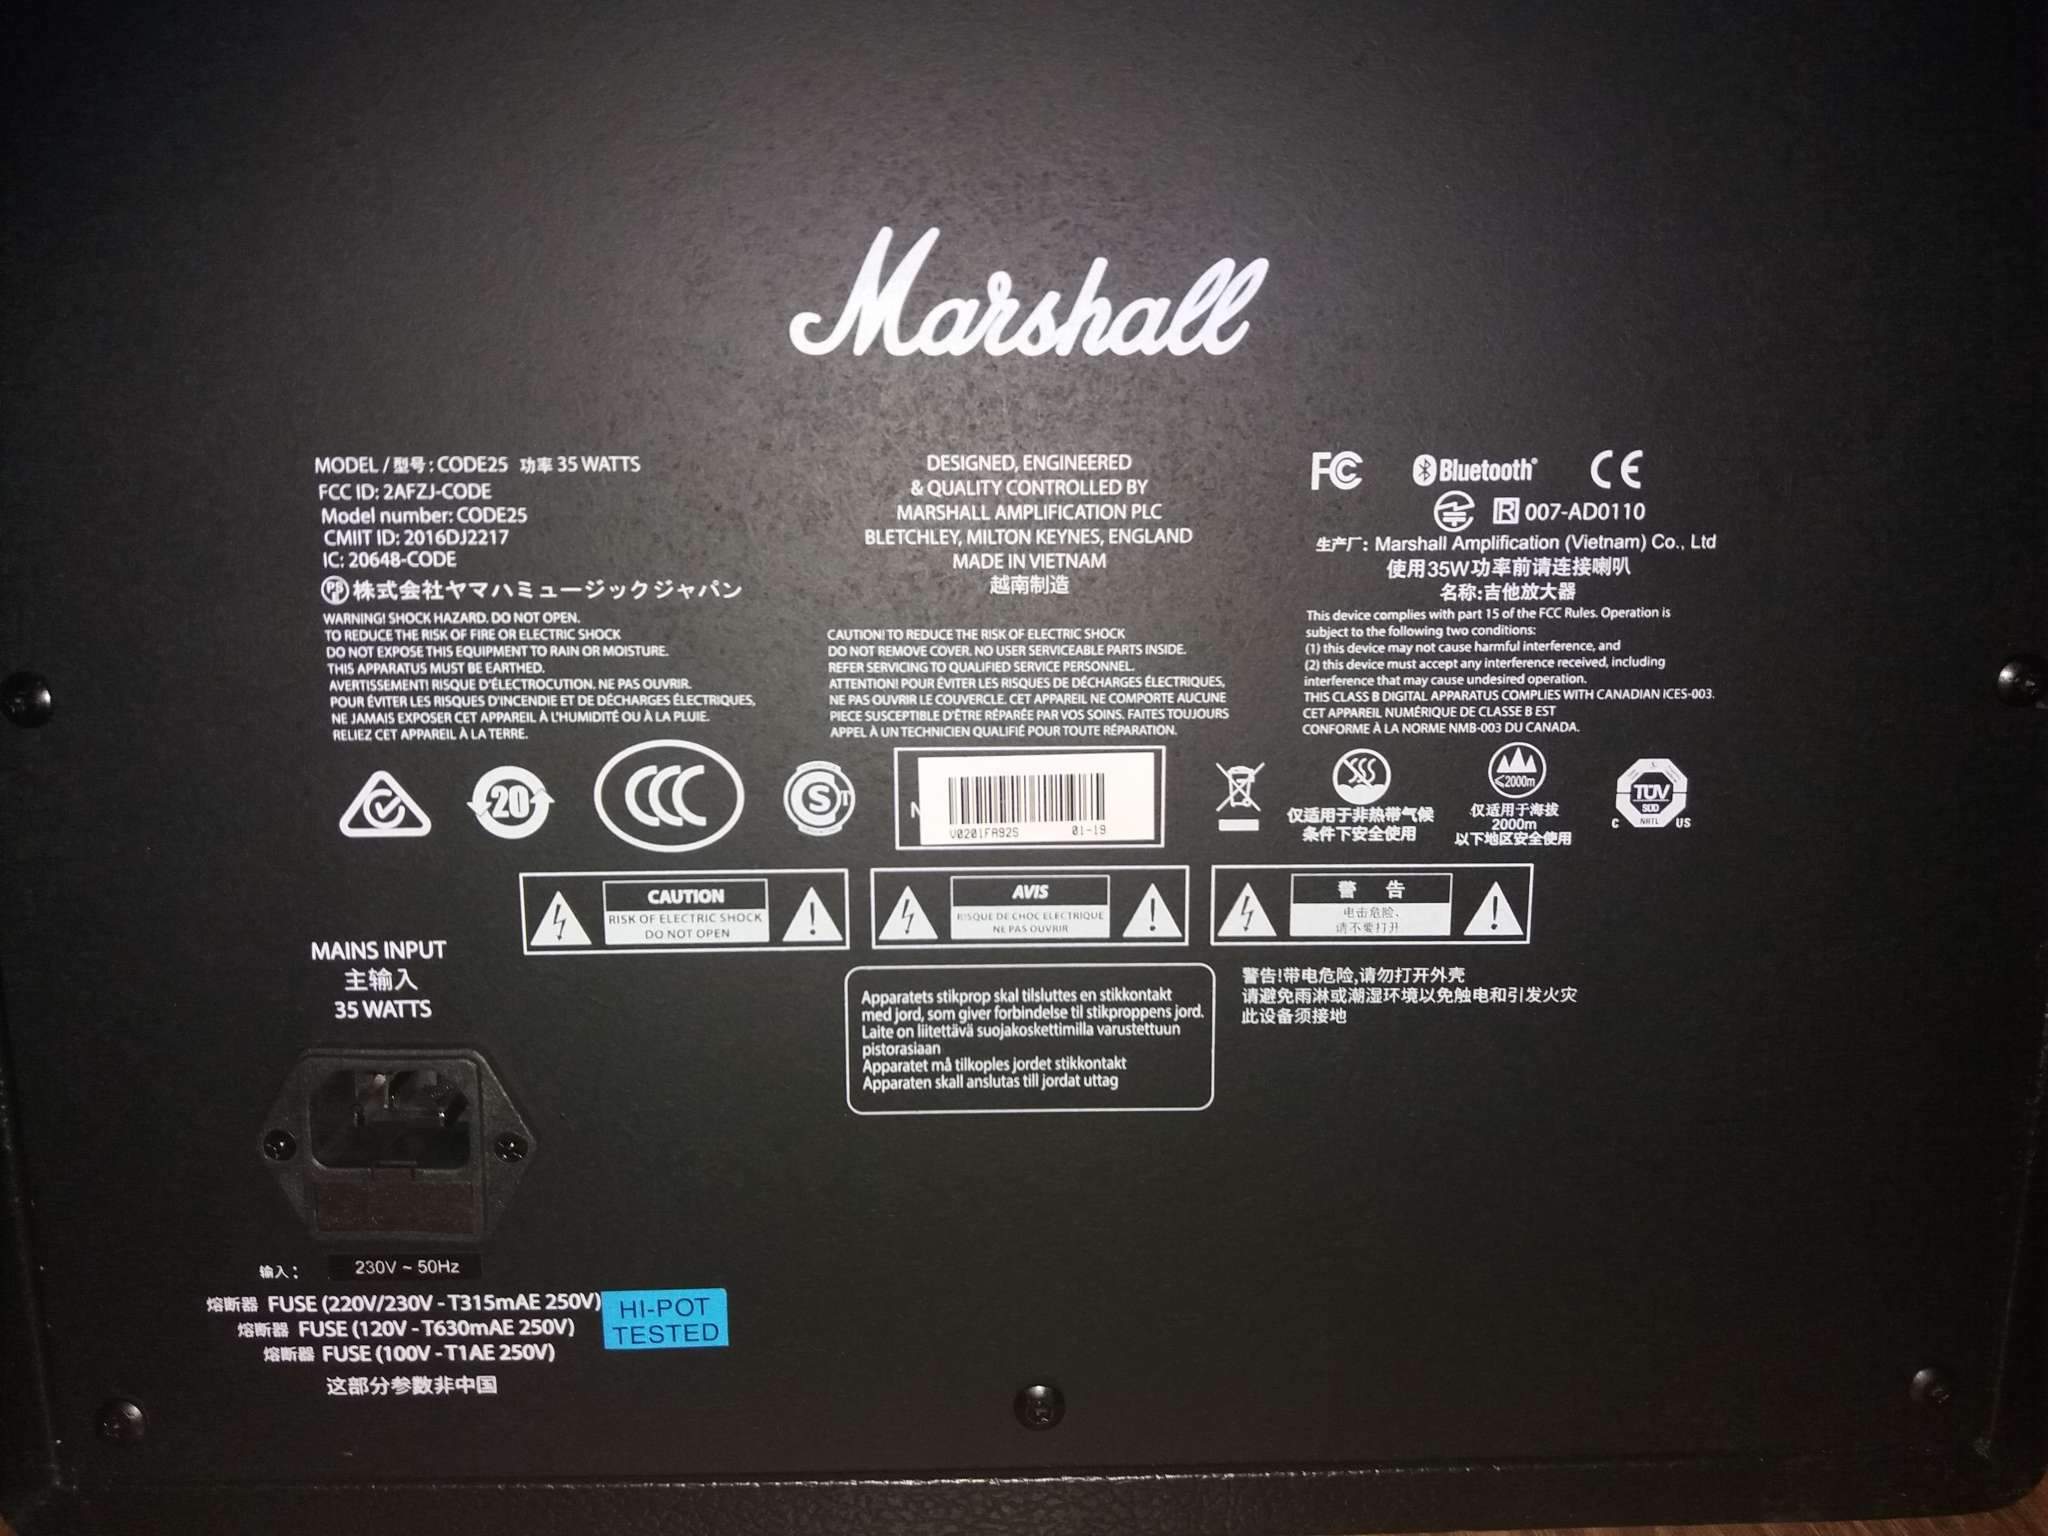 Marshall
MODEL / 型号 : CODE25 功率 35 WATTS
FCC ID: 2AFZJ-CODE
Model number: CODE25
CMIIT ID: 2016DJ2217
IC: 20648-CODE
PS E 株式会社ヤマハミュージックジャパン
WARNING! SHOCK HAZARD. DO NOT OPEN.
TO REDUCE THE RISK OF FIRE OR ELECTRIC SHOCK
DO NOT EXPOSE THIS EQUIPMENT TO RAIN OR MOISTURE.
THIS APPARATUS MUST BE EARTHED.
AVERTISSEMENT! RISQUE D'ÉLECTROCUTION. NE PAS OUVRIR.
POUR ÉVITER LES RISQUES D'INCENDIE ET DE DÉCHARGES ÉLECTRIQUES,
NE JAMAIS EXPOSER CET APPAREIL À L'HUMIDITÉ OU À LA PLUIE.
RELIEZ CET APPAREIL À LA TERRE.
DESIGNED, ENGINEERED
& QUALITY CONTROLLED BY
MARSHALL AMPLIFICATION PLC
BLETCHLEY, MILTON KEYNES, ENGLAND
MADE IN VIETNAM
越南制造
CAUTION! TO REDUCE THE RISK OF ELECTRIC SHOCK
DO NOT REMOVE COVER. NO USER SERVICEABLE PARTS INSIDE.
REFER SERVICING TO QUALIFIED SERVICE PERSONNEL.
ATTENTION! POUR ÉVITER LES RISQUES DE DÉCHARGES ÉLECTRIQUES,
NE PAS OUVRIR LE COUVERCLE. CET APPAREIL NE COMPORTE AUCUNE
PIECE SUSCEPTIBLE D'ÊTRE RÉPARÉE PAR VOS SOINS. FAITES TOUJOURS
APPEL À UN TECHNICIEN QUALIFIÉ POUR TOUTE RÉPARATION.
FC Bluetooth® CE
R 007-AD0110
生产厂: Marshall Amplification (Vietnam) Co., Ltd
使用35W功率前请连接喇叭
名称:吉他放大器
This device complies with part 15 of the FCC Rules. Operation is
subject to the following two conditions:
(1) this device may not cause harmful interference, and
(2) this device must accept any interference received, including
interference that may cause undesired operation.
THIS CLASS B DIGITAL APPARATUS COMPLIES WITH CANADIAN ICES-003.
CET APPAREIL NUMÉRIQUE DE CLASSE B EST
CONFORME À LA NORME NMB-003 DU CANADA.
20
CCC
S T
N
V0201FA92S 01-19
仅适用于非热带气候
条件下安全使用
≤2000m
仅适用于海拔
2000m
以下地区安全使用
TÜV
SÜD
NRTL
C US
CAUTION
RISK OF ELECTRIC SHOCK
DO NOT OPEN
AVIS
RISQUE DE CHOC ELECTRIQUE
NE PAS OUVRIR
警 告
电击危险、
请不要打开
MAINS INPUT
主输入
35 WATTS
Apparatets stikprop skal tilsluttes en stikkontakt
med jord, som giver forbindelse til stikproppens jord.
Laite on liitettävä suojakoskettimilla varustettuun
pistorasiaan
Apparatet må tilkoples jordet stikkontakt
Apparaten skall anslutas till jordat uttag
警告!带电危险,请勿打开外壳
请避免雨淋或潮湿环境以免触电和引发火灾
此设备须接地
输入: 230V ~ 50Hz
熔断器 FUSE (220V/230V - T315mAE 250V)
熔断器 FUSE (120V - T630mAE 250V)
熔断器 FUSE (100V - T1AE 250V)
这部分参数非中国
HI-POT
TESTED